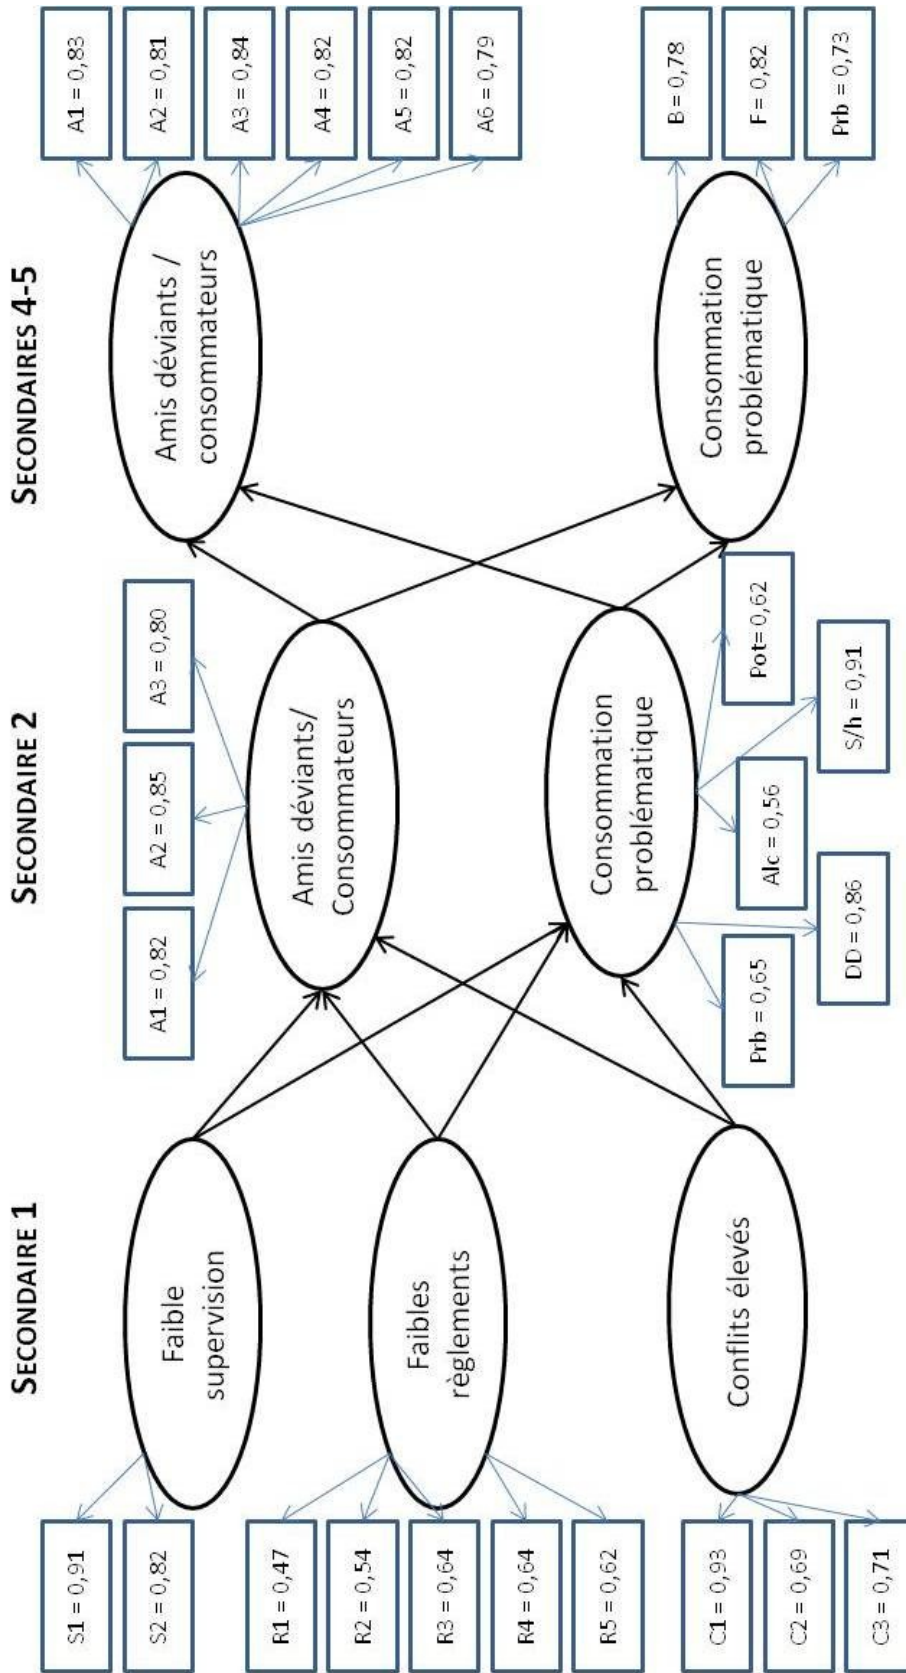 SECONDAIRE 1
SECONDAIRE 2
SECONDAIRES 4-5
S1 = 0,91
S2 = 0,82
Faible
supervision
R1 = 0,47
R2 = 0,54
R3 = 0,64
R4 = 0,64
R5 = 0,62
Faibles
règlements
C1 = 0,93
C2 = 0,69
C3 = 0,71
Conflits élevés
A1 = 0,82
A2 = 0,85
A3 = 0,80
Amis déviants/
Consommateurs
Consommation
problématique
Prb = 0,65
DD = 0,86
Alc = 0,56
S/h = 0,91
Pot= 0,62
Amis déviants /
consommateurs
A1 = 0,83
A2 = 0,81
A3 = 0,84
A4 = 0,82
A5 = 0,82
A6 = 0,79
Consommation
problématique
B = 0,78
F = 0,82
Prb = 0,73